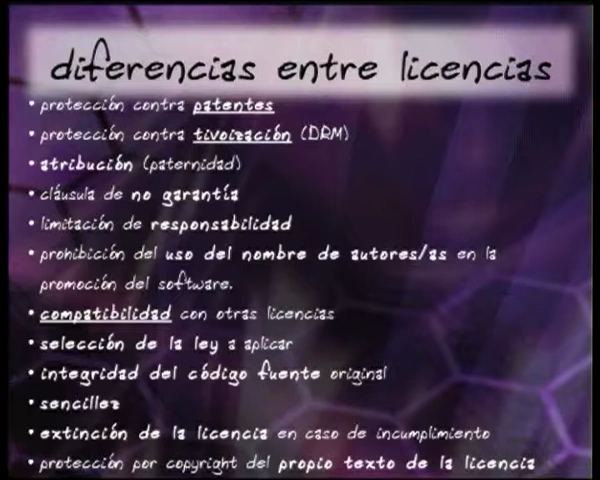 diferencias entre licencias
• protección contra patentes
• protección contra tivoización (DRM)
• atribución (paternidad)
• cláusula de no garantía
• limitación de responsabilidad
• prohibición del uso del nombre de autores/as en la
promoción del software.
• compatibilidad con otras licencias
• selección de la ley a aplicar
• integridad del código fuente original
• sencillez
• extinción de la licencia en caso de incumplimiento
• protección por copyright del propio texto de la licencia